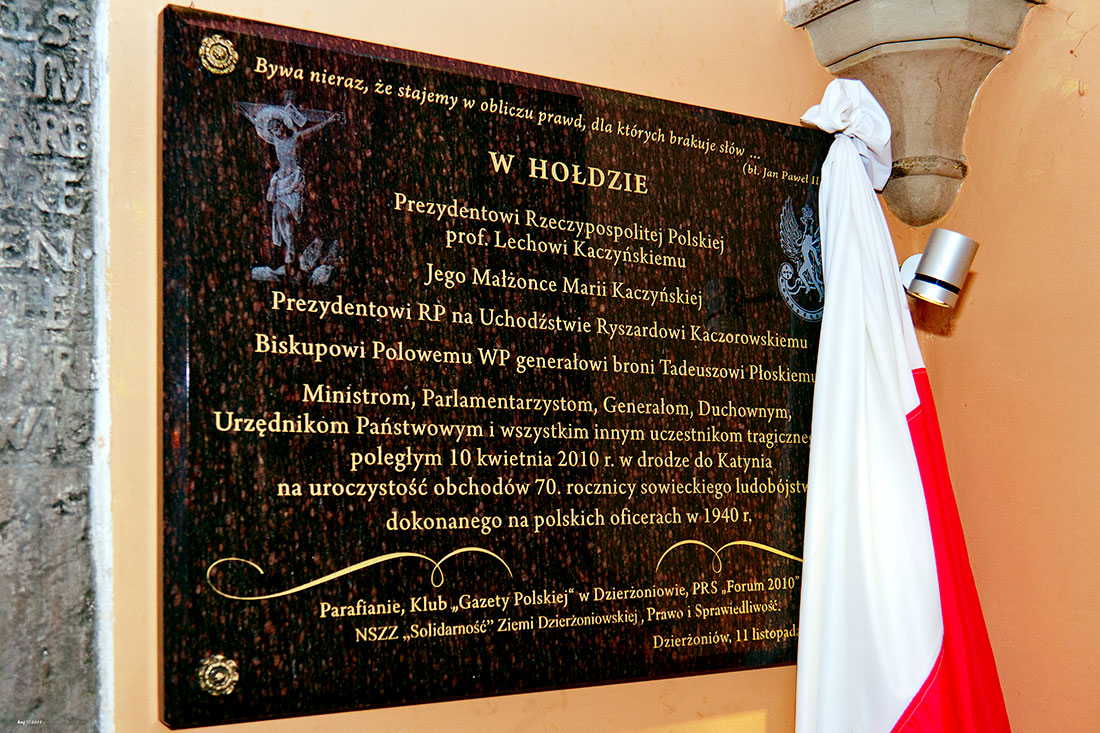 Bywa nieraz, że stajemy w obliczu prawd, dla których brakuje słów ...
(bł. Jan Paweł II
W HOŁDZIE
Prezydentowi Rzeczypospolitej Polskiej
prof. Lechowi Kaczyńskiemu
Jego Małżonce Marii Kaczyńskiej
Prezydentowi RP na Uchodźstwie Ryszardowi Kaczorowskiemu
Biskupowi Polowemu WP generałowi broni Tadeuszowi Płoskiemu
Ministrom, Parlamentarzystom, Generałom, Duchownym,
Urzędnikom Państwowym i wszystkim innym uczestnikom
poległym 10 kwietnia 2010 r. w drodze do Katynia
na uroczystość obchodów 70. rocznicy sowieckiego
dokonanego na polskich oficerach w 1940 r.
Parafianie, Klub „Gazety Polskiej" w Dzierżoniowie, PRS „Forum 2010"
NSZZ „Solidarność" Ziemi Dzierżoniowskiej, Prawo i Sprawiedliwość.
Dzierżoniów, 11 listopada